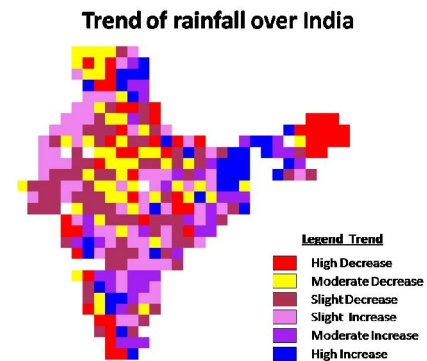 Trend of rainfall over India
Legend Trend
High Decrease
Moderate Decrease
Slight Decrease
Slight Increase
Moderate Increase
High Increase